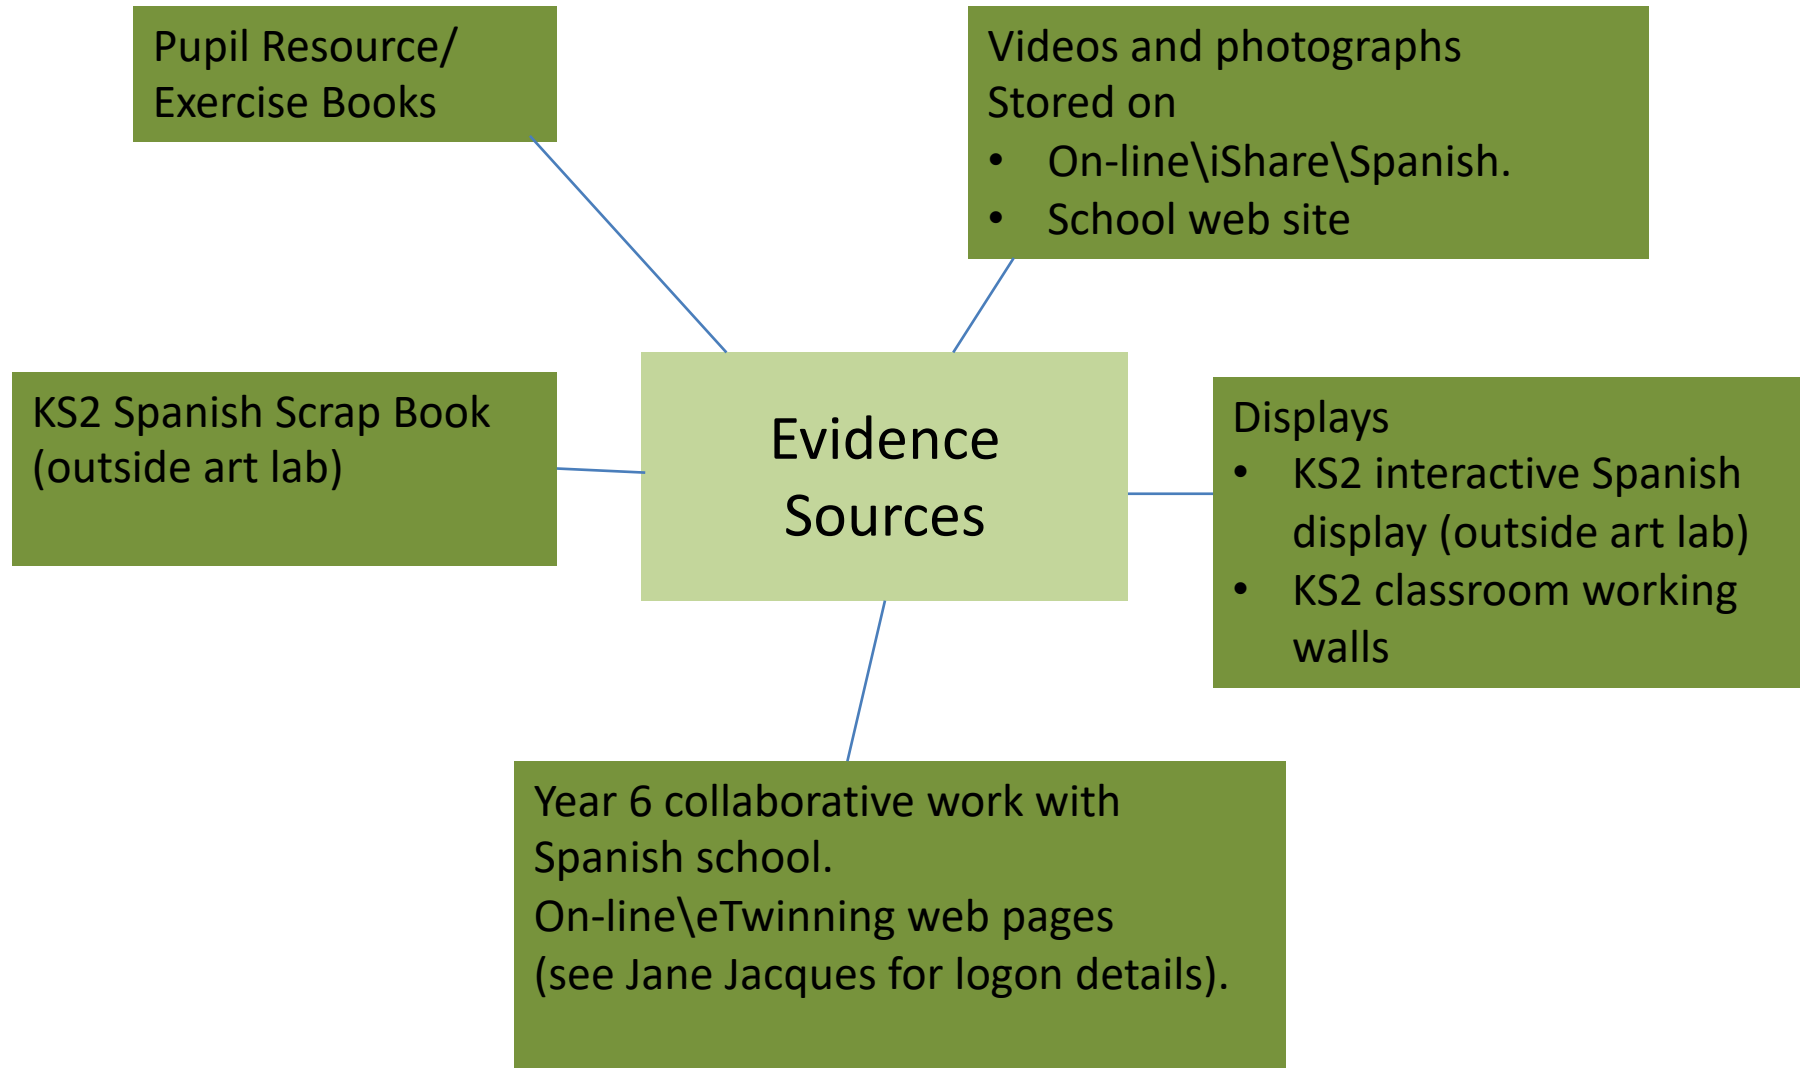 Pupil Resource/
Exercise Books
Videos and photographs
Stored on
• On-line\iShare\Spanish.
• School web site
KS2 Spanish Scrap Book
(outside art lab)
Evidence
Sources
Displays
• KS2 interactive Spanish
display (outside art lab)
• KS2 classroom working
walls
Year 6 collaborative work with
Spanish school.
On-line\eTwinning web pages
(see Jane Jacques for logon details).